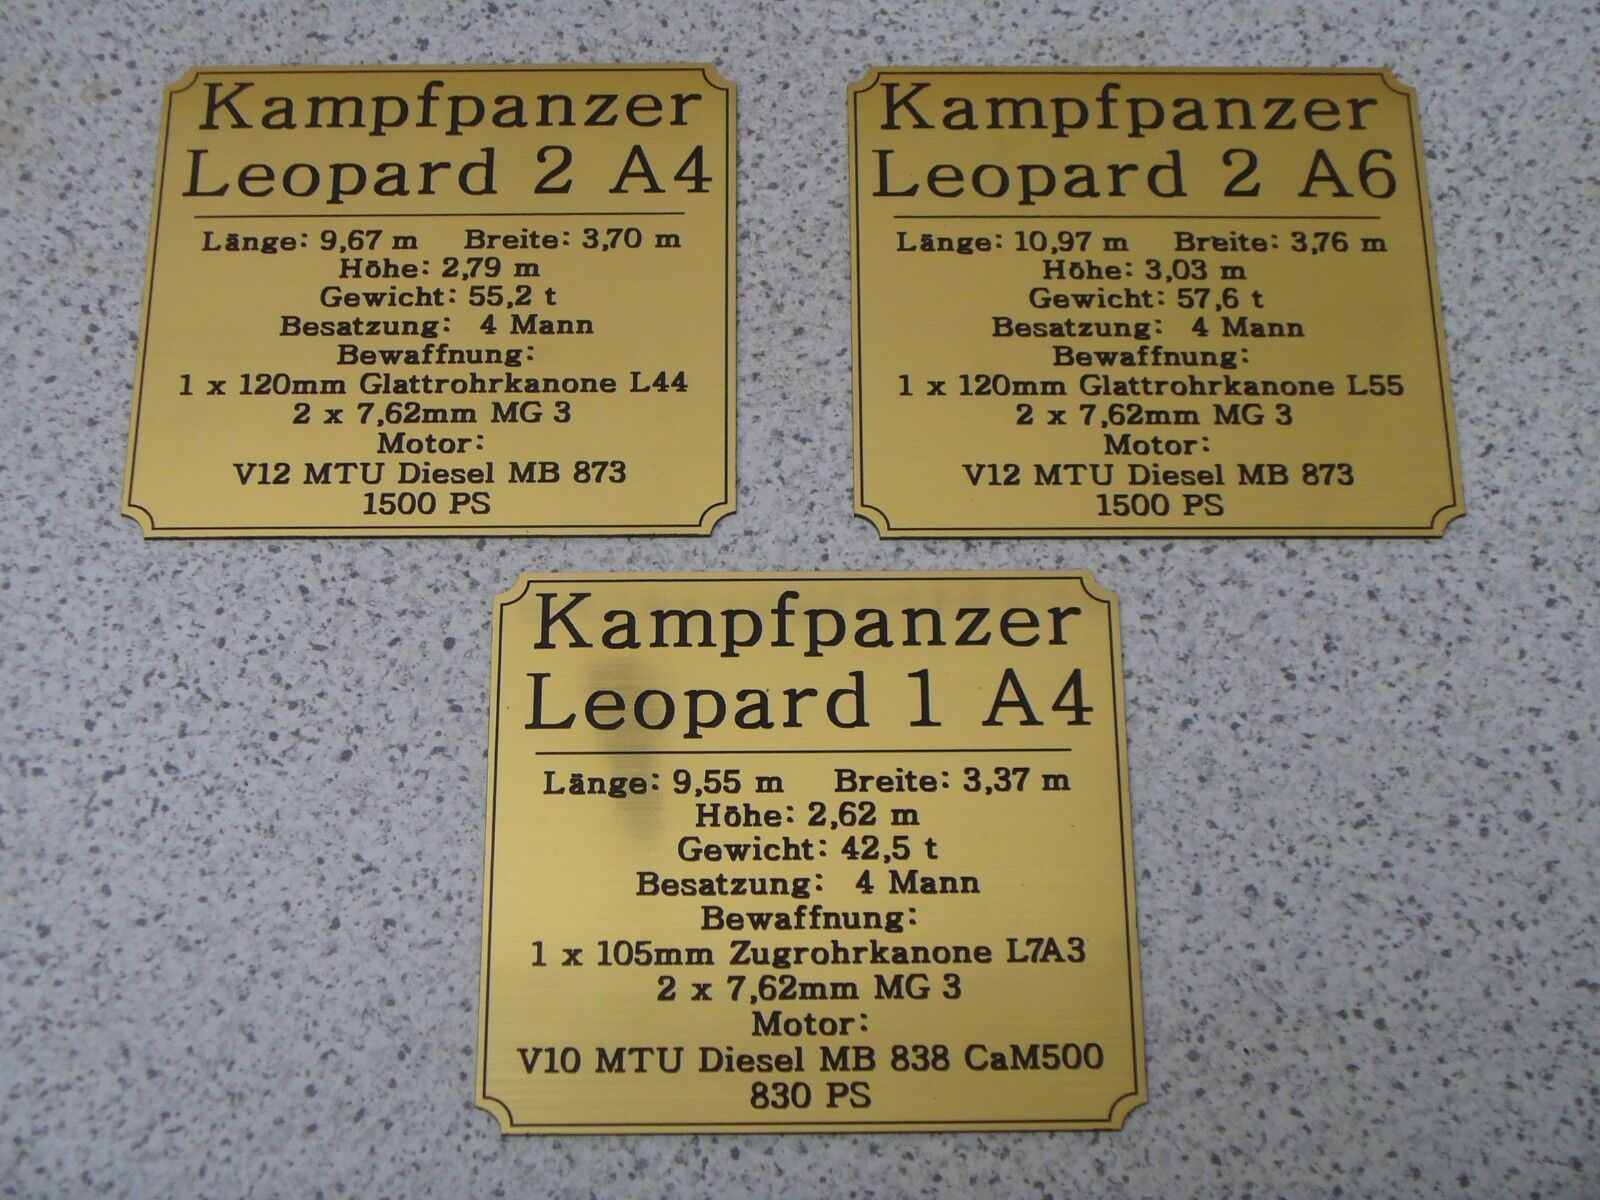 Kampfpanzer
Leopard 2 A4
Länge: 9,67 m Breite: 3,70 m
Höhe: 2,79 m
Gewicht: 55,2 t
Besatzung: 4 Mann
Bewaffnung:
1 x 120mm Glattrohrkanone L44
2 x 7,62mm MG 3
Motor:
V12 MTU Diesel MB 873
1500 PS
Kampfpanzer
Leopard 2 A6
Länge: 10,97 m Breite: 3,76 m
Höhe: 3,03 m
Gewicht: 57,6 t
Besatzung: 4 Mann
Bewaffnung:
1 x 120mm Glattrohrkanone L55
2 x 7,62mm MG 3
Motor:
V12 MTU Diesel MB 873
1500 PS
Kampfpanzer
Leopard 1 A4
Länge: 9,55 m Breite: 3,37 m
Höhe: 2,62 m
Gewicht: 42,5 t
Besatzung: 4 Mann
Bewaffnung:
1 x 105mm Zugrohrkanone L7A3
2 x 7,62mm MG 3
Motor:
V10 MTU Diesel MB 838 CaM500
830 PS